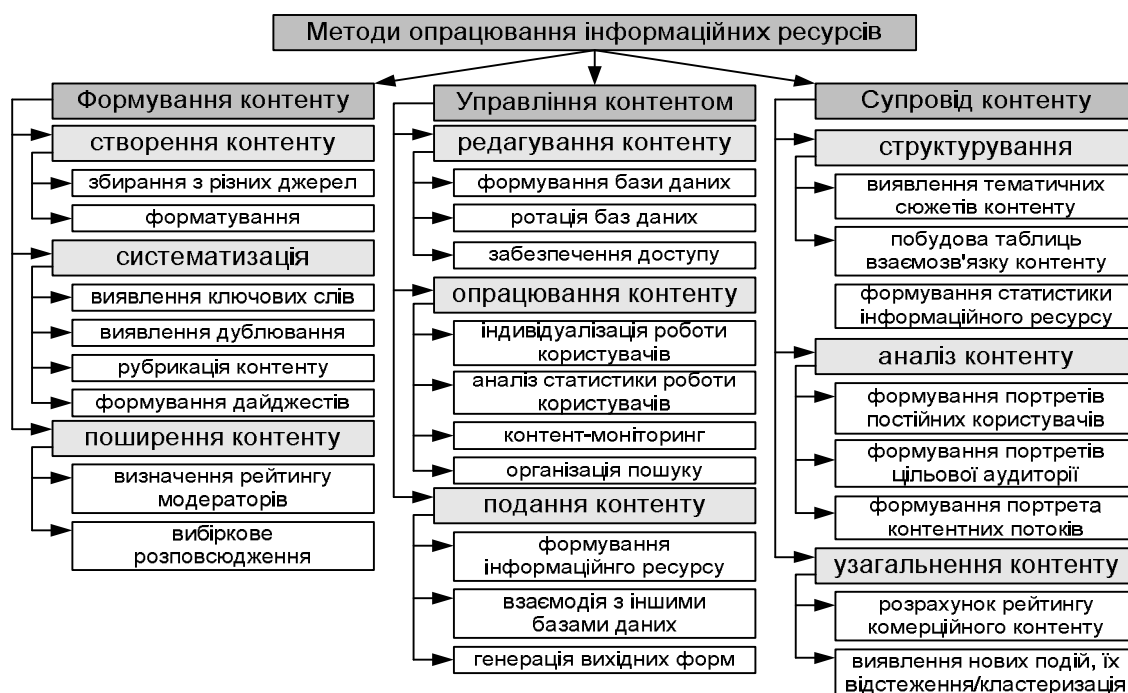 Методи опрацювання інформаційних ресурсів
Формування контенту
створення контенту
збирання з різних джерел
форматування
систематизація
виявлення ключових слів
виявлення дублювання
рубрикація контенту
формування дайджестів
поширення контенту
визначення рейтингу
модераторів
вибіркове
розповсюдження
Управління контентом
редагування контенту
формування бази даних
ротація баз даних
забезпечення доступу
опрацювання контенту
індивідуалізація роботи
користувачів
аналіз статистики роботи
користувачів
контент-моніторинг
організація пошуку
подання контенту
формування
інформаційнго ресурсу
взаємодія з іншими
базами даних
генерація вихідних форм
Супровід контенту
структурування
виявлення тематичних
сюжетів контенту
побудова таблиць
взаємозв'язку контенту
формування статистики
інформаційного ресурсу
аналіз контенту
формування портретів
постійних користувачів
формування портретів
цільової аудиторії
формування портрета
контентних потоків
узагальнення контенту
розрахунок рейтингу
комерційного контенту
виявлення нових подій, їх
відстеження/кластеризація